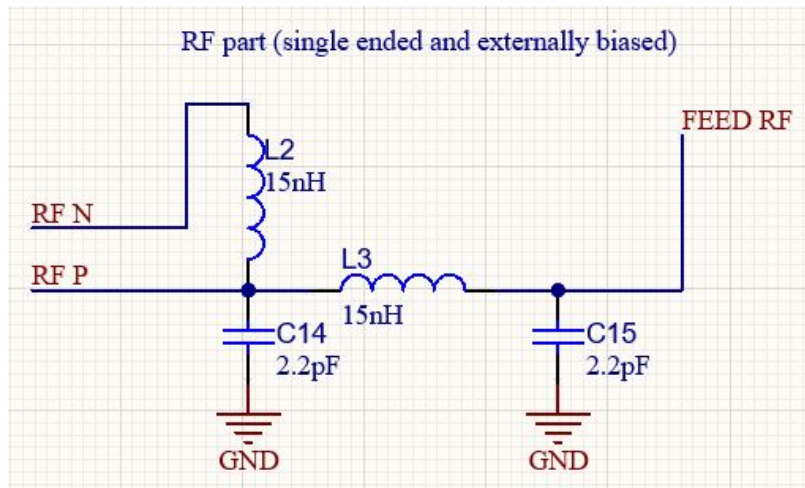 RF part (single ended and externally biased)
FEED RF
L2
15nH
RF N
RF P
L3
15nH
C14
2.2pF
C15
2.2pF
GND
GND